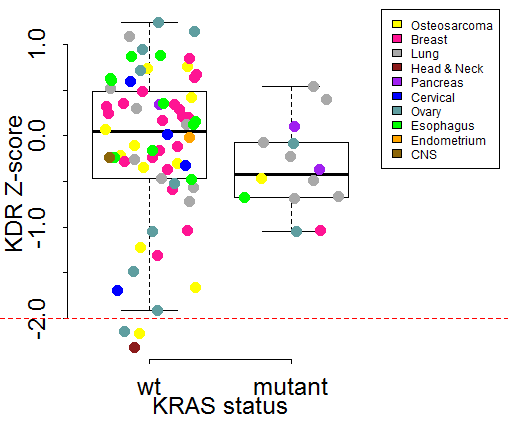 KDR Z-score
1.0
0.0
-1.0
-2.0
wt
mutant
KRAS status
Osteosarcoma
Breast
Lung
Head & Neck
Pancreas
Cervical
Ovary
Esophagus
Endometrium
CNS